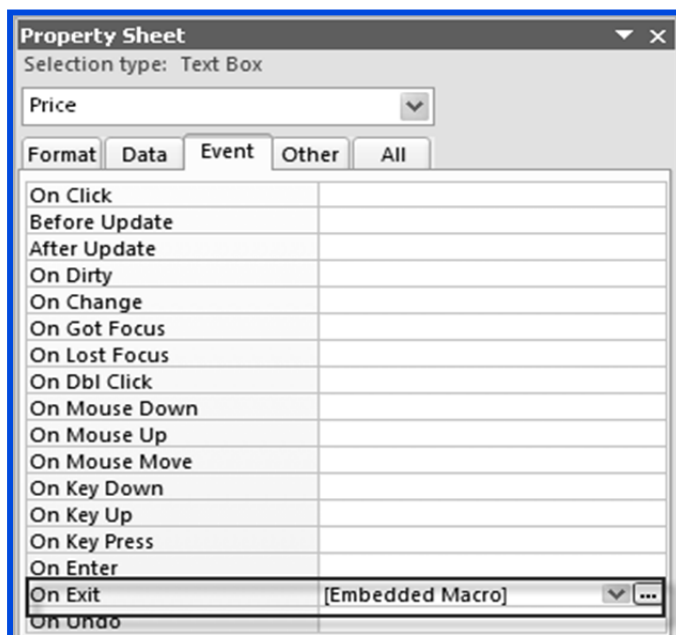 Property Sheet
Selection type: Text Box
Price
Format Data Event Other All
On Click
Before Update
After Update
On Dirty
On Change
On Got Focus
On Lost Focus
On Dbl Click
On Mouse Down
On Mouse Up
On Mouse Move
On Key Down
On Key Up
On Key Press
On Enter
On Exit [Embedded Macro] ...
On Undo